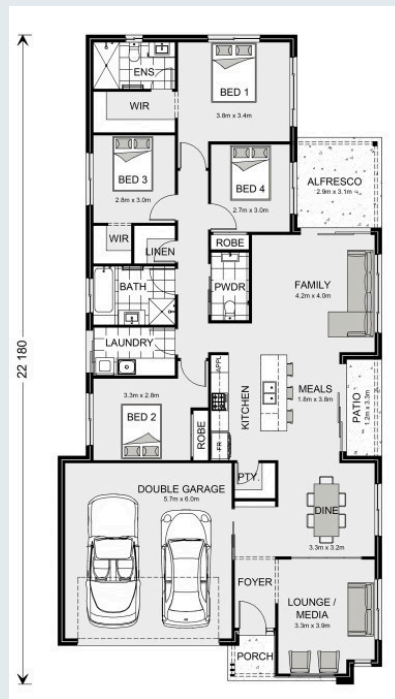 ENS
WIR
BED 1
3.8m x 3.4m
BED 3
2.8m x 3.0m
BED 4
2.7m x 3.0m
ALFRESCO
2.9m x 3.1m
WIR
LINEN
ROBE
BATH
PWDR
FAMILY
4.2m x 4.0m
LAUNDRY
22 180
APPL
KITCHEN
MEALS
1.8m x 3.8m
PATIO
1.2m x 3.5m
3.3m x 2.8m
BED 2
ROBE
FR
PTY.
DOUBLE GARAGE
5.7m x 6.0m
DINE
3.3m x 3.2m
FOYER
LOUNGE /
MEDIA
3.3m x 3.9m
PORCH